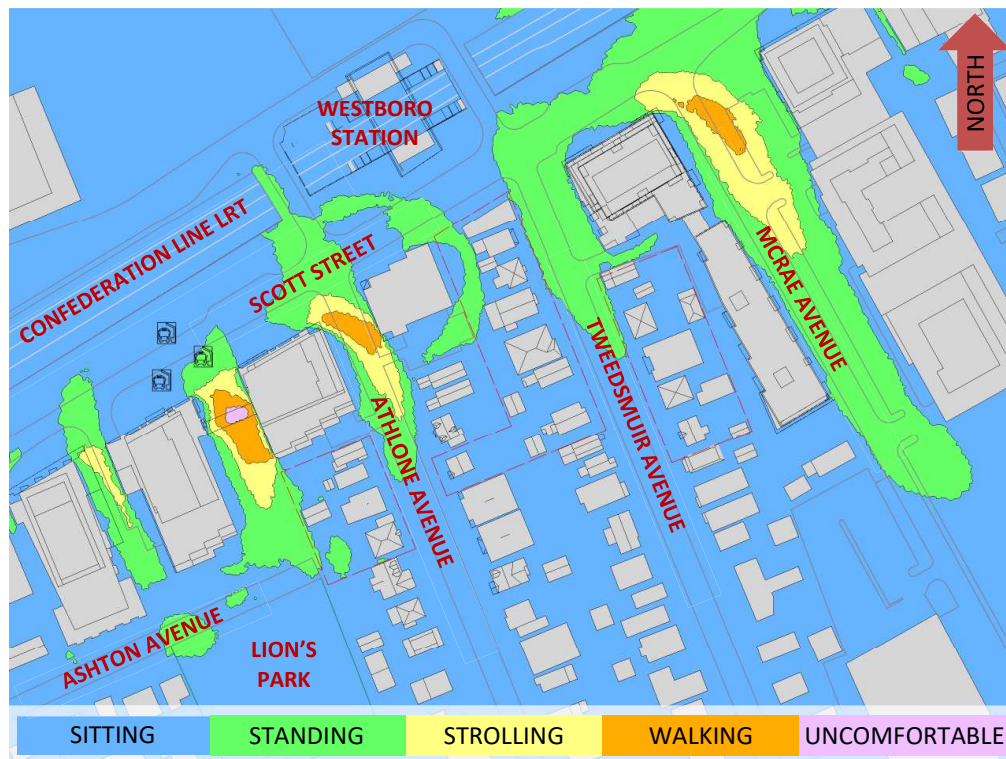 NORTH
WESTBORO
STATION
CONFEDERATION LINE LRT
SCOTT STREET
MCRAE AVENUE
TWEEDSMUIR AVENUE
ATHLONE AVENUE
ASHTON AVENUE
LION'S
PARK
SITTING
STANDING
STROLLING
WALKING
UNCOMFORTABLE